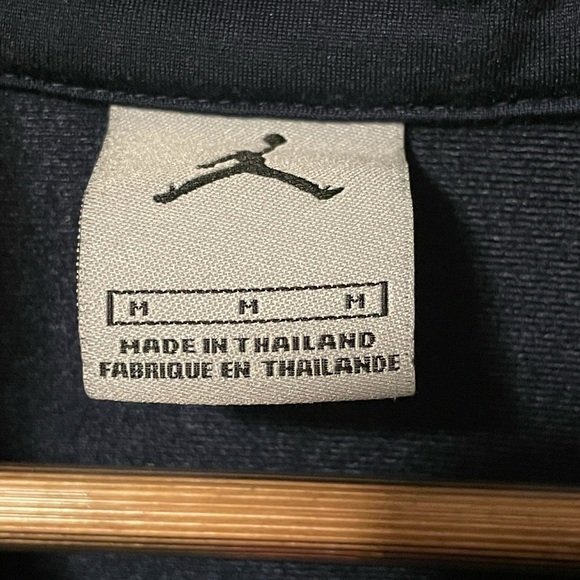 M M M
MADE IN THAILAND
FABRIQUE EN THAILANDE